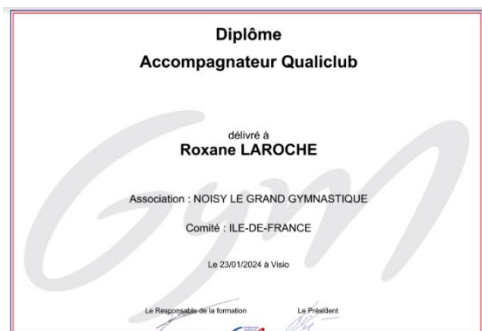 Diplôme
Accompagnateur Qualiclub
délivré à
Roxane LAROCHE
Association : NOISY LE GRAND GYMNASTIQUE
Comité : ILE-DE-FRANCE
Le 23/01/2024 à Visio
Le Responsable de la formation Le Président
Gym